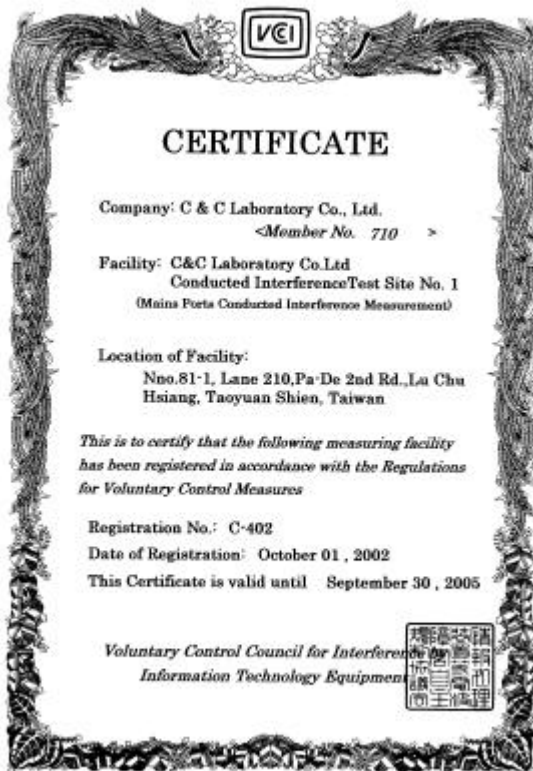 VCCI
CERTIFICATE
Company: C & C Laboratory Co., Ltd.
<Member No. 710 >
Facility: C&C Laboratory Co.Ltd
Conducted InterferenceTest Site No. 1
(Mains Ports Conducted Interference Measurement)
Location of Facility:
Nno.81-1, Lane 210,Pa-De 2nd Rd.,Lu Chu
Hsiang, Taoyuan Shien, Taiwan
This is to certify that the following measuring facility
has been registered in accordance with the Regulations
for Voluntary Control Measures
Registration No.: C-402
Date of Registration: October 01 , 2002
This Certificate is valid until September 30 , 2005
Voluntary Control Council for Interference by
Information Technology Equipment